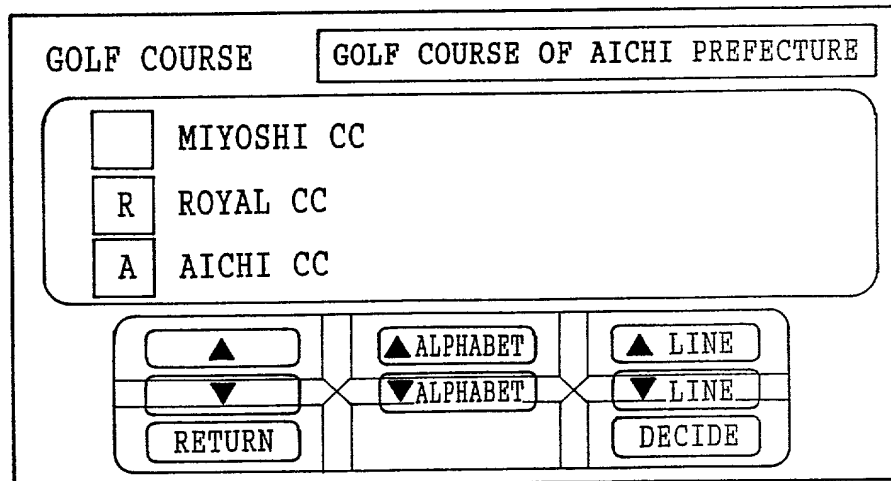 GOLF COURSE GOLF COURSE OF AICHI PREFECTURE
MIYOSHI CC
R ROYAL CC
A AICHI CC
▲ ▲ALPHABET ▲ LINE
▼ ▼ALPHABET ▼ LINE
RETURN DECIDE